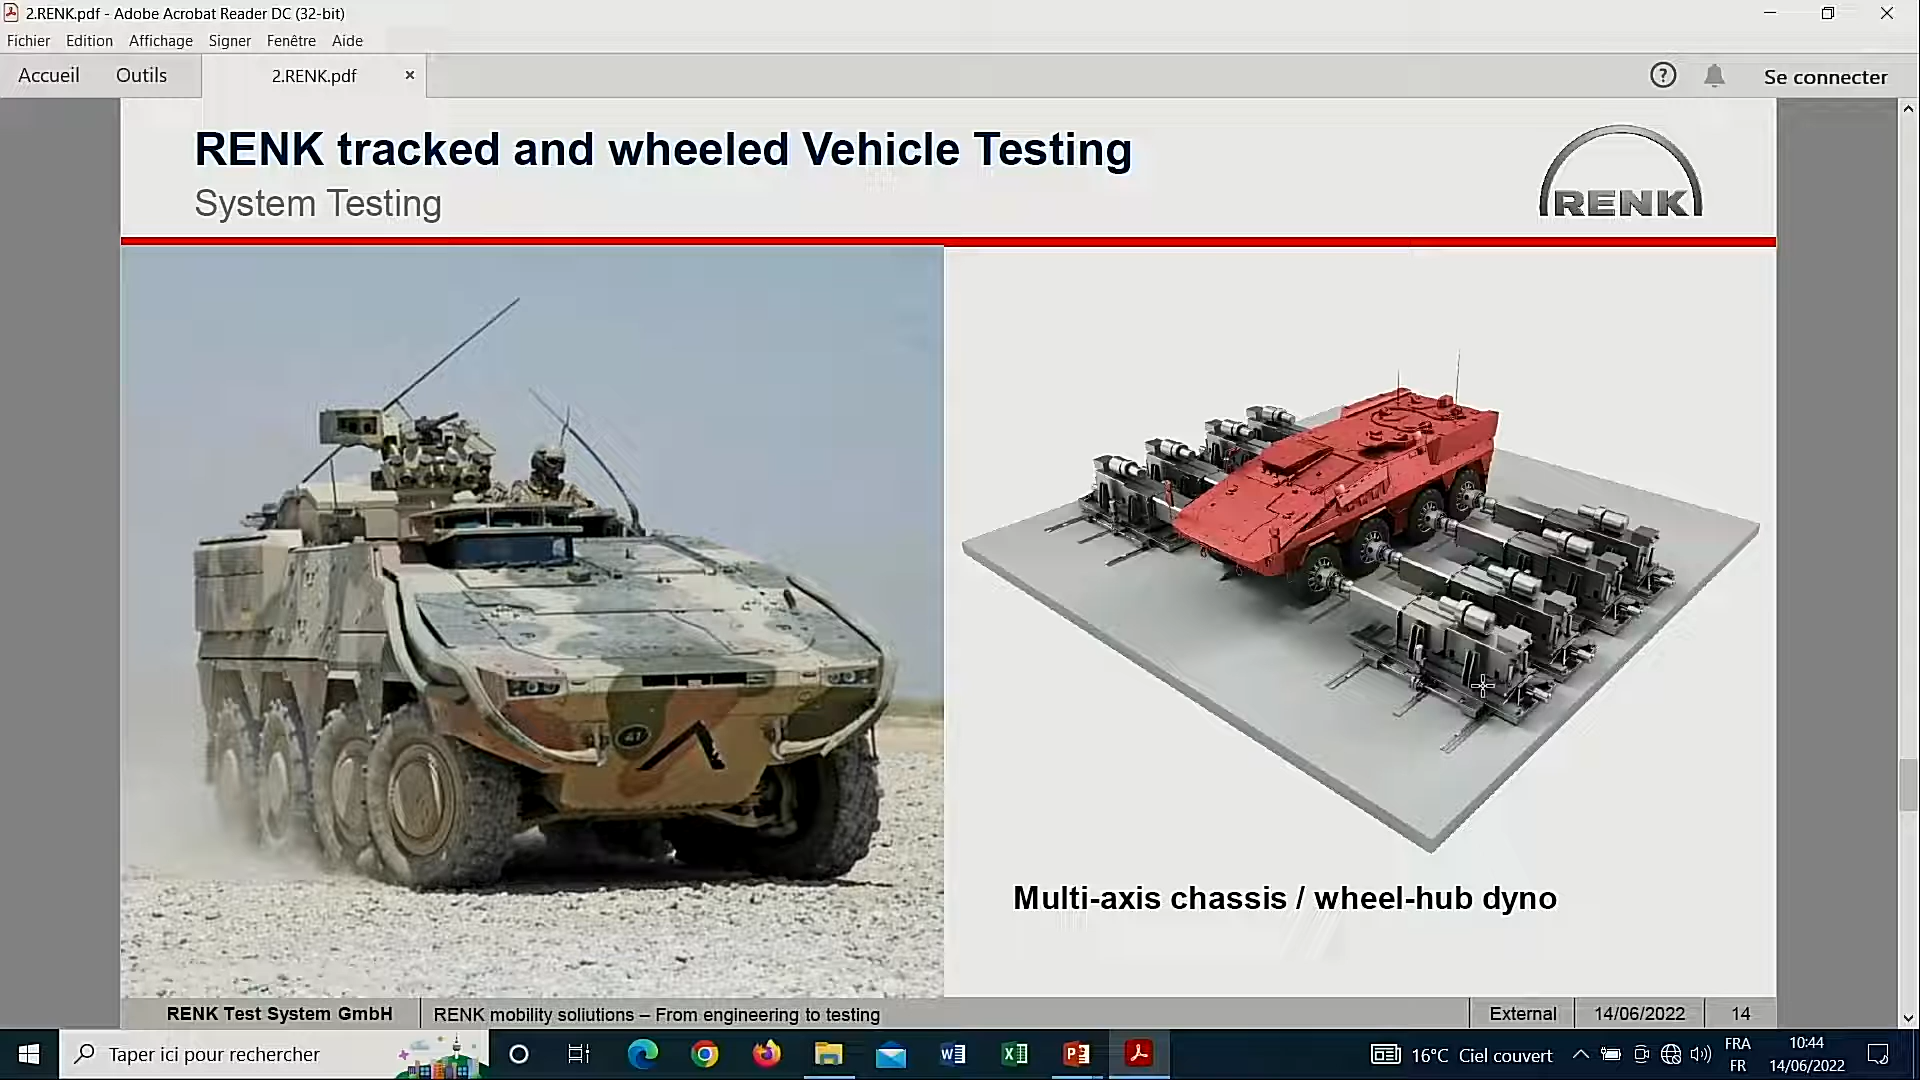 2.RENK.pdf - Adobe Acrobat Reader DC (32-bit)
Fichier Edition Affichage Signer Fenêtre Aide
Accueil Outils 2.RENK.pdf × ? Se connecter
RENK tracked and wheeled Vehicle Testing
System Testing
RENK
41
Multi-axis chassis / wheel-hub dyno
RENK Test System GmbH RENK mobility soliutions – From engineering to testing External 14/06/2022 14
Taper ici pour rechercher 16°C Ciel couvert FRA 10:44
FR 14/06/2022